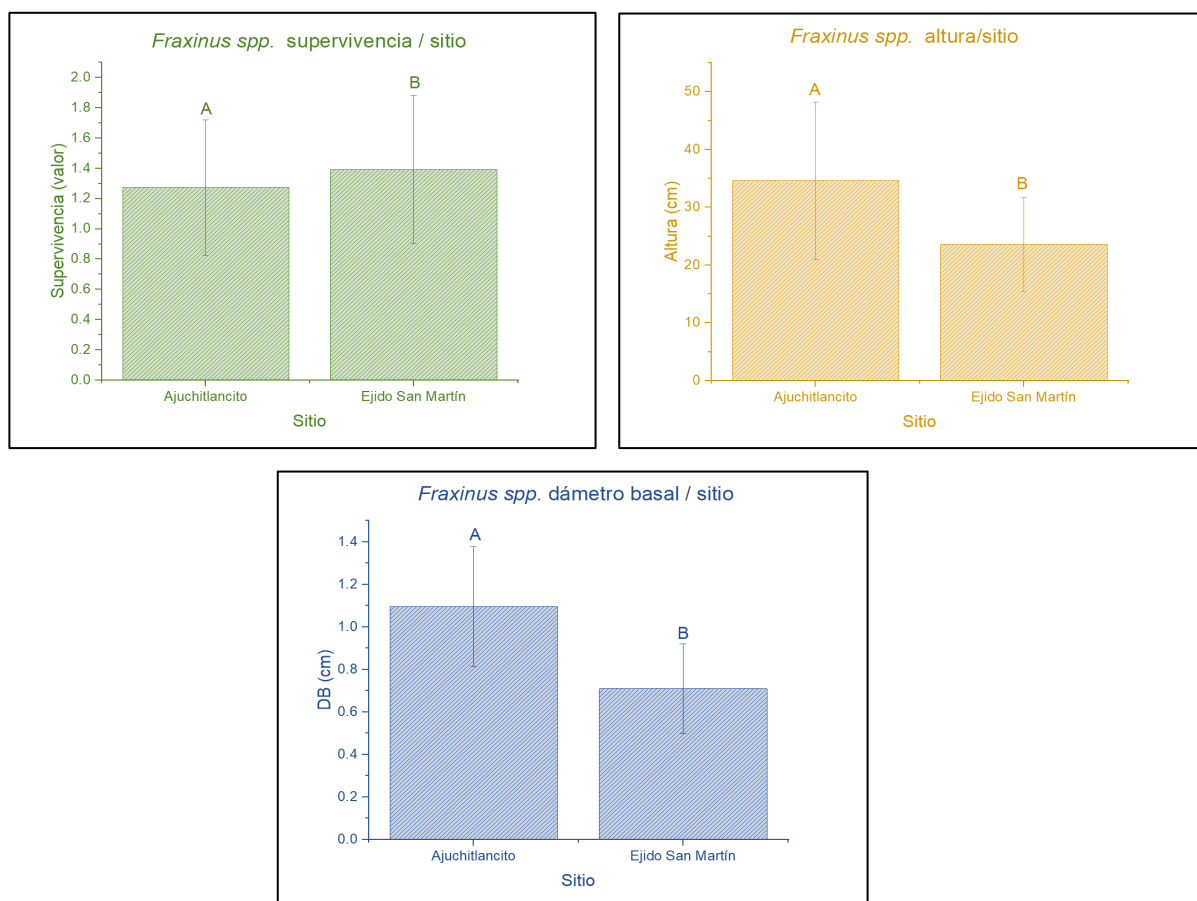 Fraxinus spp. supervivencia / sitio
2.0
1.8
1.6
1.4
1.2
1.0
0.8
0.6
0.4
0.2
0.0
Supervivencia (valor)
A
B
Ajuchitlancito
Ejido San Martín
Sitio
Fraxinus spp. altura/sitio
50
40
30
20
10
0
Altura (cm)
A
B
Ajuchitlancito
Ejido San Martín
Sitio
Fraxinus spp. dámetro basal / sitio
1.4
1.2
1.0
0.8
0.6
0.4
0.2
0.0
DB (cm)
A
B
Ajuchitlancito
Ejido San Martín
Sitio